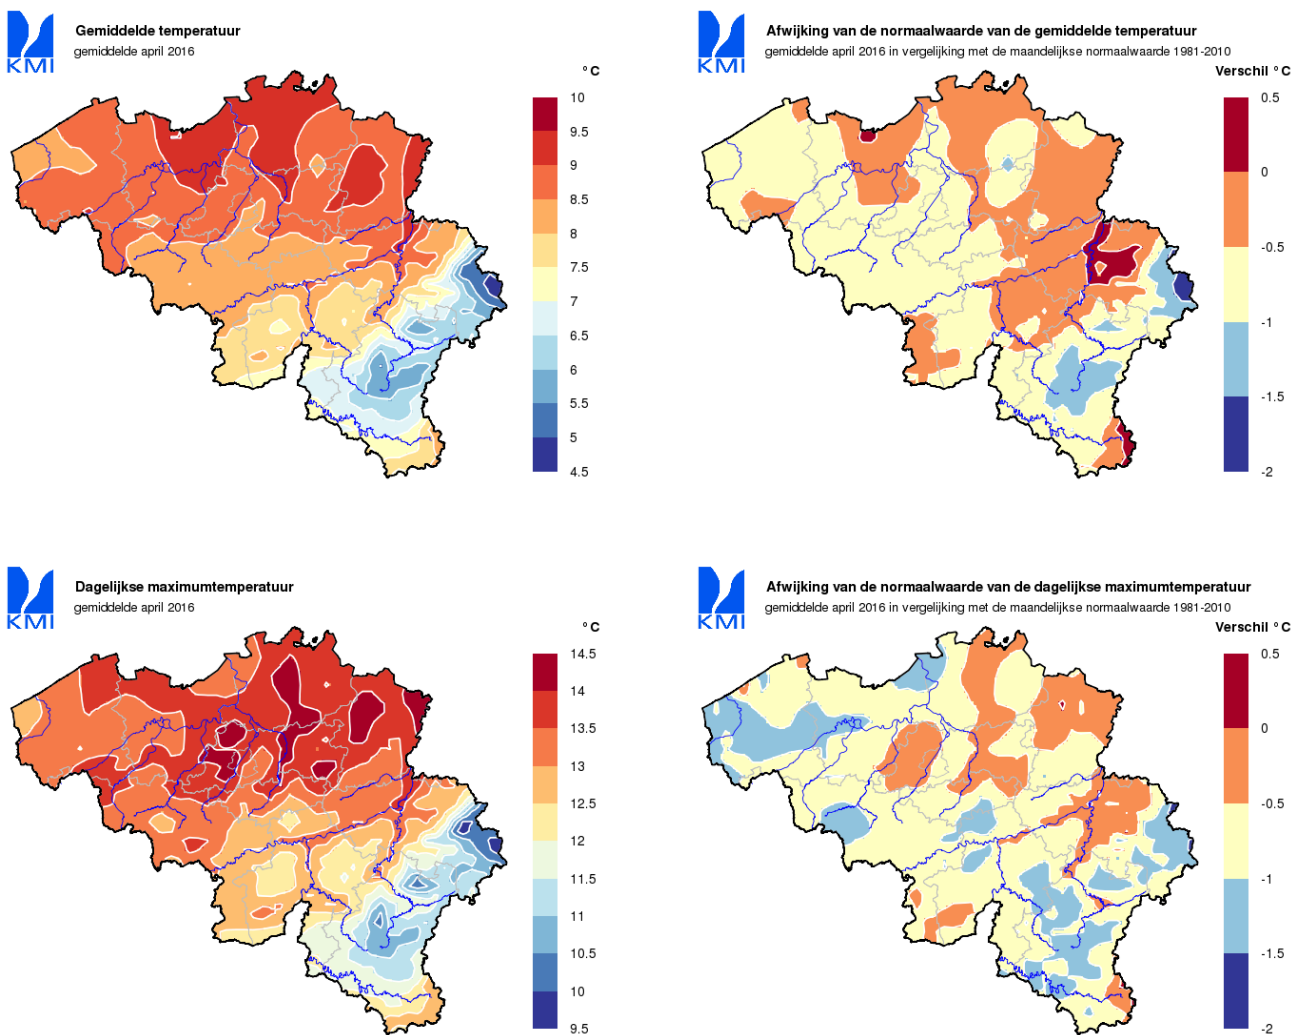 KMI
Gemiddelde temperatuur
gemiddelde april 2016
°C
10
9.5
9
8.5
8
7.5
7
6.5
6
5.5
5
4.5
KMI
Afwijking van de normaalwaarde van de gemiddelde temperatuur
gemiddelde april 2016 in vergelijking met de maandelijkse normaalwaarde 1981-2010
Verschil °C
0.5
0
-0.5
-1
-1.5
-2
KMI
Dagelijkse maximumtemperatuur
gemiddelde april 2016
°C
14.5
14
13.5
13
12.5
12
11.5
11
10.5
10
9.5
KMI
Afwijking van de normaalwaarde van de dagelijkse maximumtemperatuur
gemiddelde april 2016 in vergelijking met de maandelijkse normaalwaarde 1981-2010
Verschil °C
0.5
0
-0.5
-1
-1.5
-2